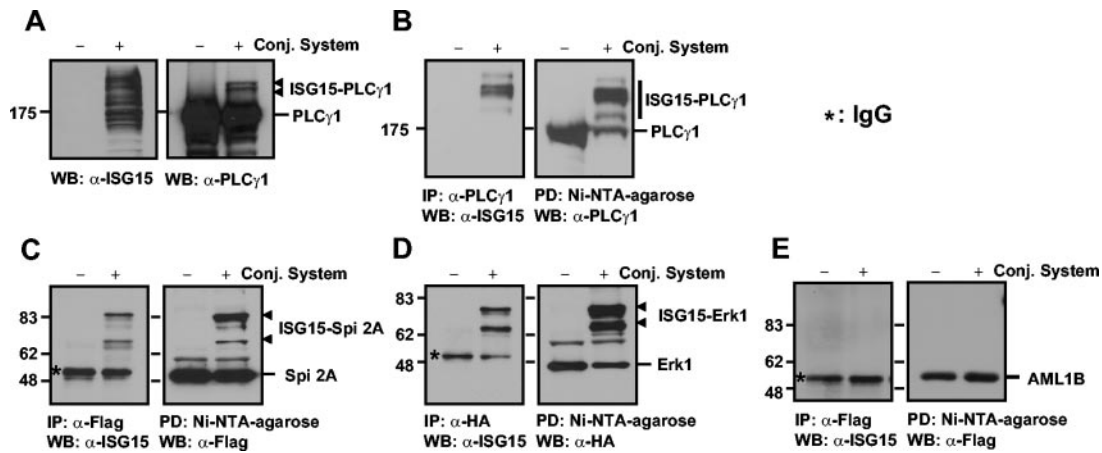 A
− + Conj. System
175
ISG15-PLCγ1
PLCγ1
WB: α-ISG15 WB: α-PLCγ1
B
− + − + Conj. System
175
ISG15-PLCγ1
PLCγ1
IP: α-PLCγ1 PD: Ni-NTA-agarose
WB: α-ISG15 WB: α-PLCγ1
*: IgG
C
− + − + Conj. System
83
62
48
*
ISG15-Spi 2A
Spi 2A
IP: α-Flag PD: Ni-NTA-agarose
WB: α-ISG15 WB: α-Flag
D
− + − + Conj. System
83
62
48
*
ISG15-Erk1
Erk1
IP: α-HA PD: Ni-NTA-agarose
WB: α-ISG15 WB: α-HA
E
− + − + Conj. System
83
62
48
*
AML1B
IP: α-Flag PD: Ni-NTA-agarose
WB: α-ISG15 WB: α-Flag